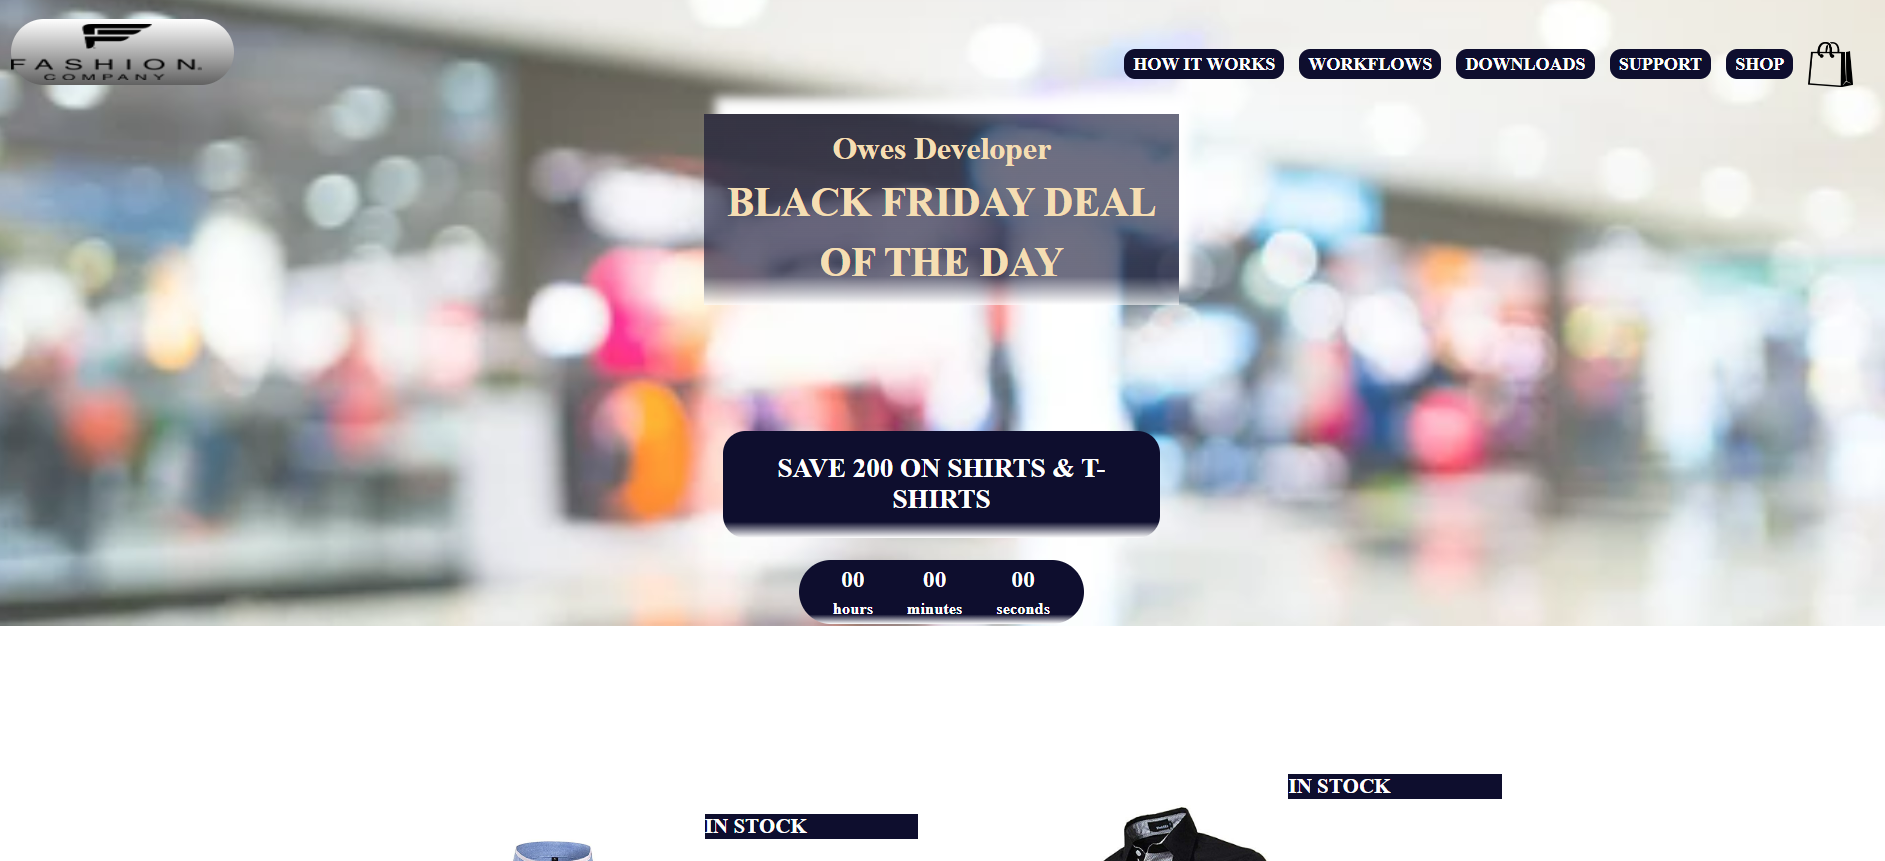 FASHION
COMPANY
HOW IT WORKS
WORKFLOWS
DOWNLOADS
SUPPORT
SHOP
Owes Developer
BLACK FRIDAY DEAL
OF THE DAY
SAVE 200 ON SHIRTS & T-
SHIRTS
00 00 00
hours minutes seconds
IN STOCK
IN STOCK